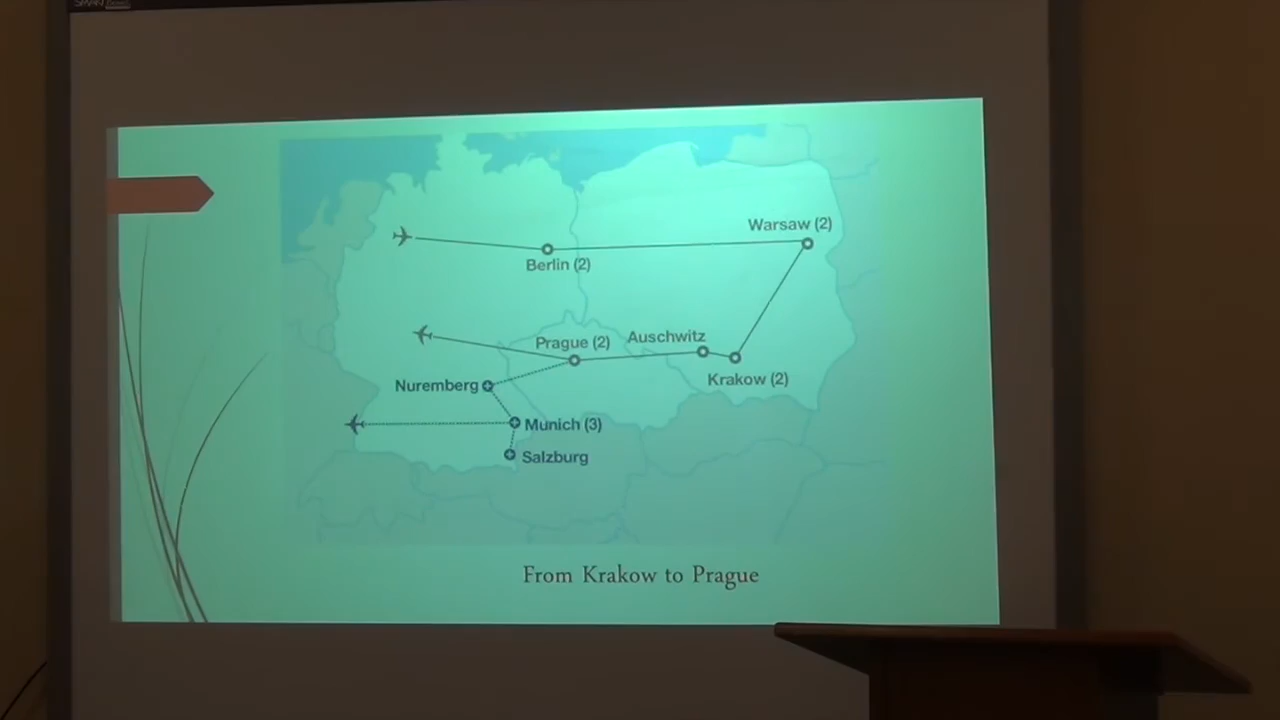 Warsaw (2)
Berlin (2)
Prague (2)
Auschwitz
Krakow (2)
Nuremberg
Munich (3)
Salzburg
From Krakow to Prague